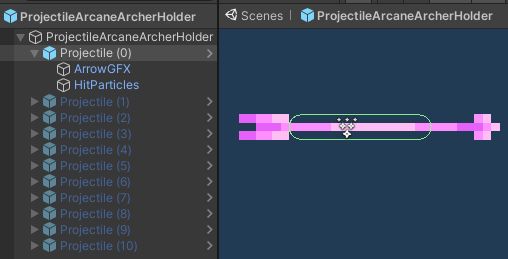 ProjectileArcaneArcherHolder
ProjectileArcaneArcherHolder
Projectile (0)
ArrowGFX
HitParticles
Projectile (1)
Projectile (2)
Projectile (3)
Projectile (4)
Projectile (5)
Projectile (6)
Projectile (7)
Projectile (8)
Projectile (9)
Projectile (10)
Scenes
ProjectileArcaneArcherHolder